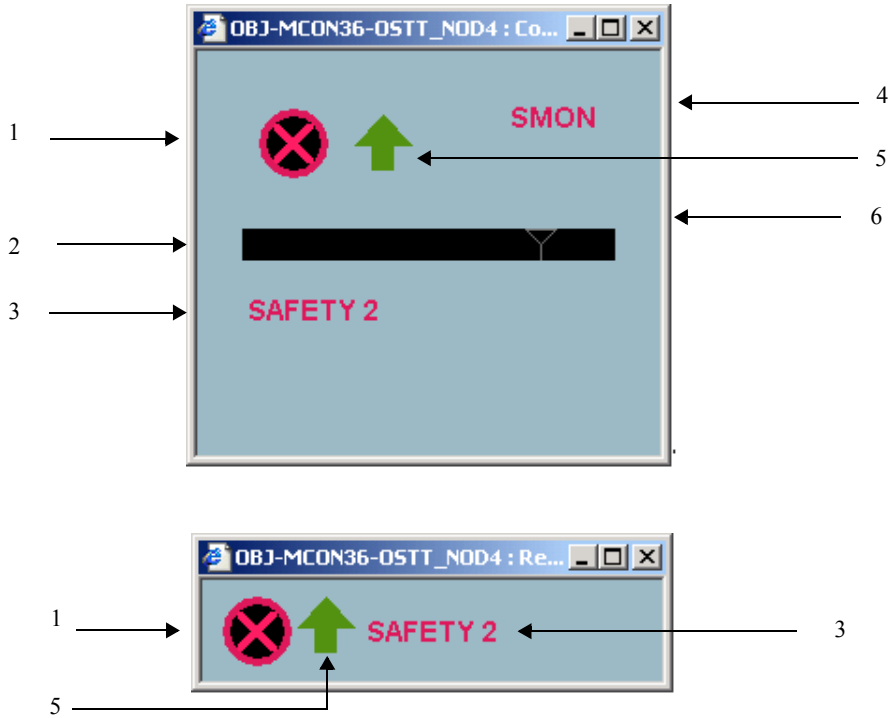 OBJ-MCON36-OSTT_NOD4 : Co...
4
SMON
1
5
6
2
3
SAFETY 2
OBJ-MCON36-OSTT_NOD4 : Re...
1
SAFETY 2
3
5